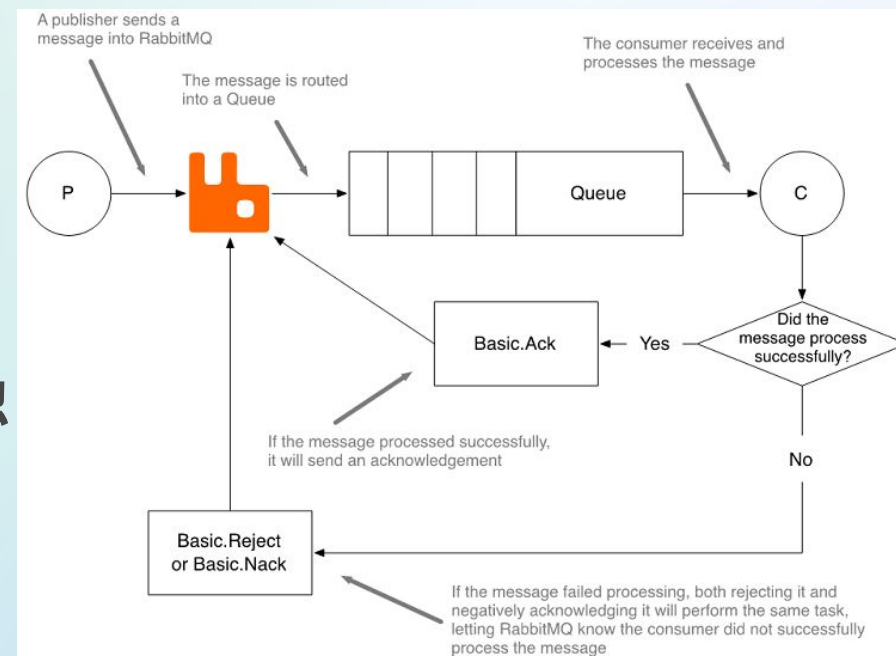 A publisher sends a
message into RabbitMQ
The message is routed
into a Queue
The consumer receives and
processes the message
P
Queue
C
Did the
message process
successfully?
Yes
Basic.Ack
If the message processed successfully,
it will send an acknowledgement
No
Basic.Reject
or Basic.Nack
If the message failed processing, both rejecting it and
negatively acknowledging it will perform the same task,
letting RabbitMQ know the consumer did not successfully
process the message